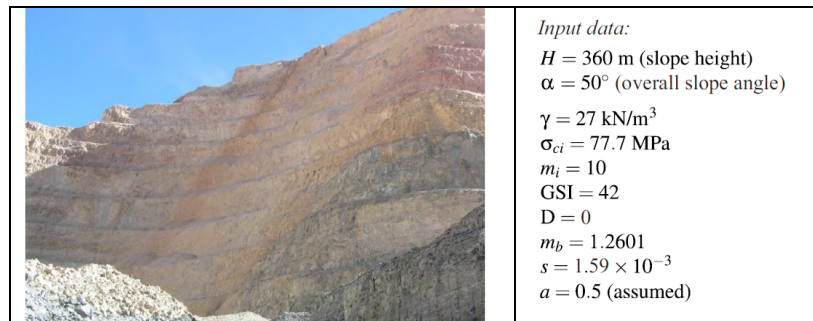 Input data:
H = 360 m (slope height)
α = 50° (overall slope angle)
γ = 27 kN/m³
σci = 77.7 MPa
mi = 10
GSI = 42
D = 0
mb = 1.2601
s = 1.59 × 10⁻³
a = 0.5 (assumed)